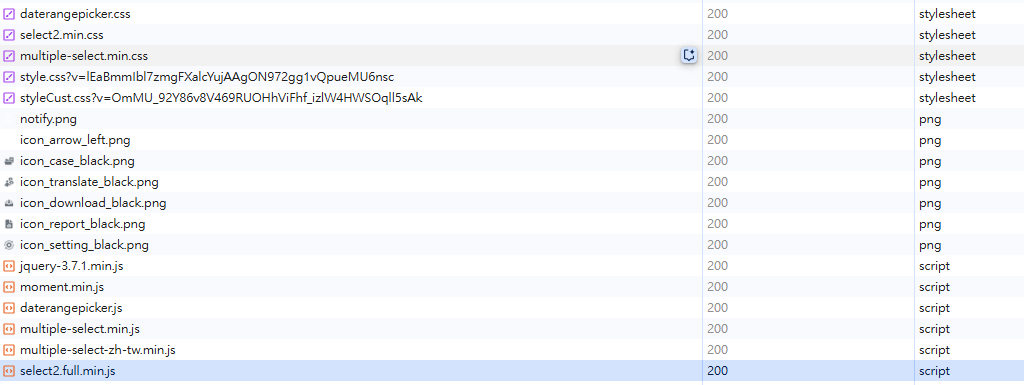 daterangepicker.css 200 stylesheet
select2.min.css 200 stylesheet
multiple-select.min.css 200 stylesheet
style.css?v=lEaBmmIbl7zmgFXalcYujAAgON972gg1vQpueMU6nsc 200 stylesheet
styleCust.css?v=OmMU_92Y86v8V469RUOHhViFhf_izlW4HWSOqll5sAk 200 stylesheet
notify.png 200 png
icon_arrow_left.png 200 png
icon_case_black.png 200 png
icon_translate_black.png 200 png
icon_download_black.png 200 png
icon_report_black.png 200 png
icon_setting_black.png 200 png
jquery-3.7.1.min.js 200 script
moment.min.js 200 script
daterangepicker.js 200 script
multiple-select.min.js 200 script
multiple-select-zh-tw.min.js 200 script
select2.full.min.js 200 script